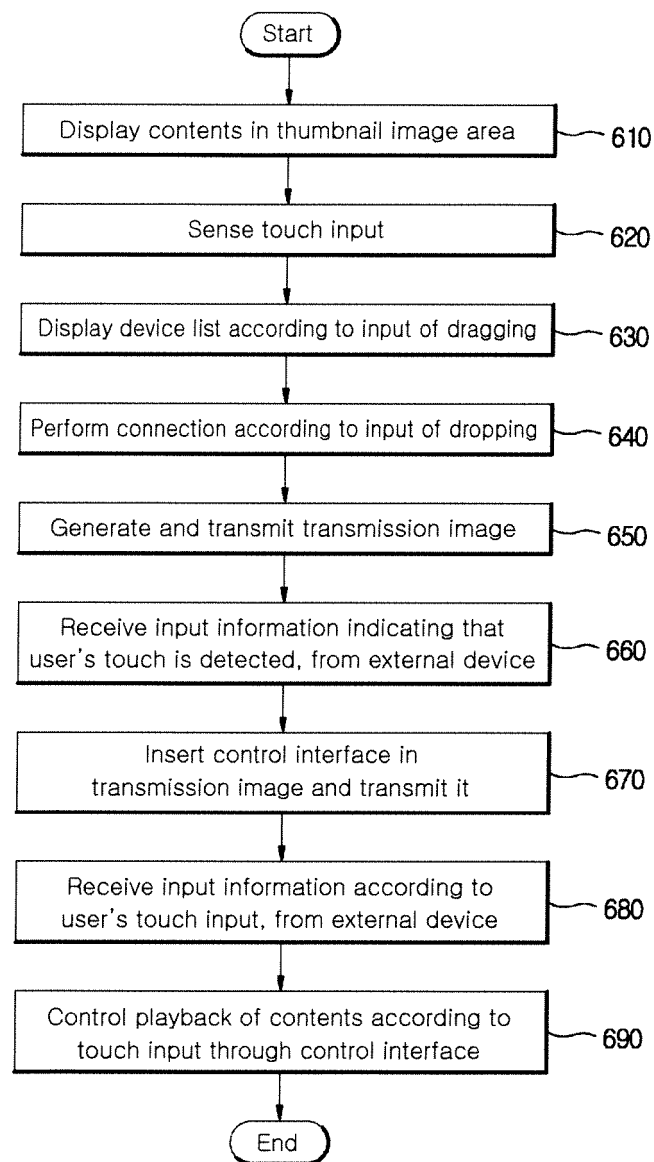 Start
Display contents in thumbnail image area
610
Sense touch input
620
Display device list according to input of dragging
630
Perform connection according to input of dropping
640
Generate and transmit transmission image
650
Receive input information indicating that
user's touch is detected, from external device
660
Insert control interface in
transmission image and transmit it
670
Receive input information according to
user's touch input, from external device
680
Control playback of contents according to
touch input through control interface
690
End